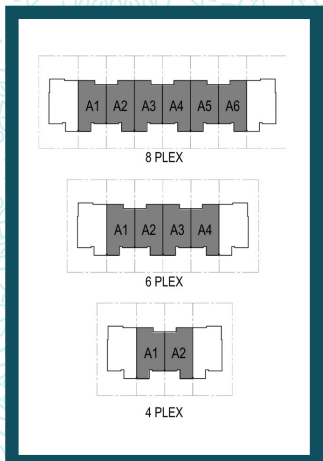 A1 A2 A3 A4 A5 A6
8 PLEX
A1 A2 A3 A4
6 PLEX
A1 A2
4 PLEX